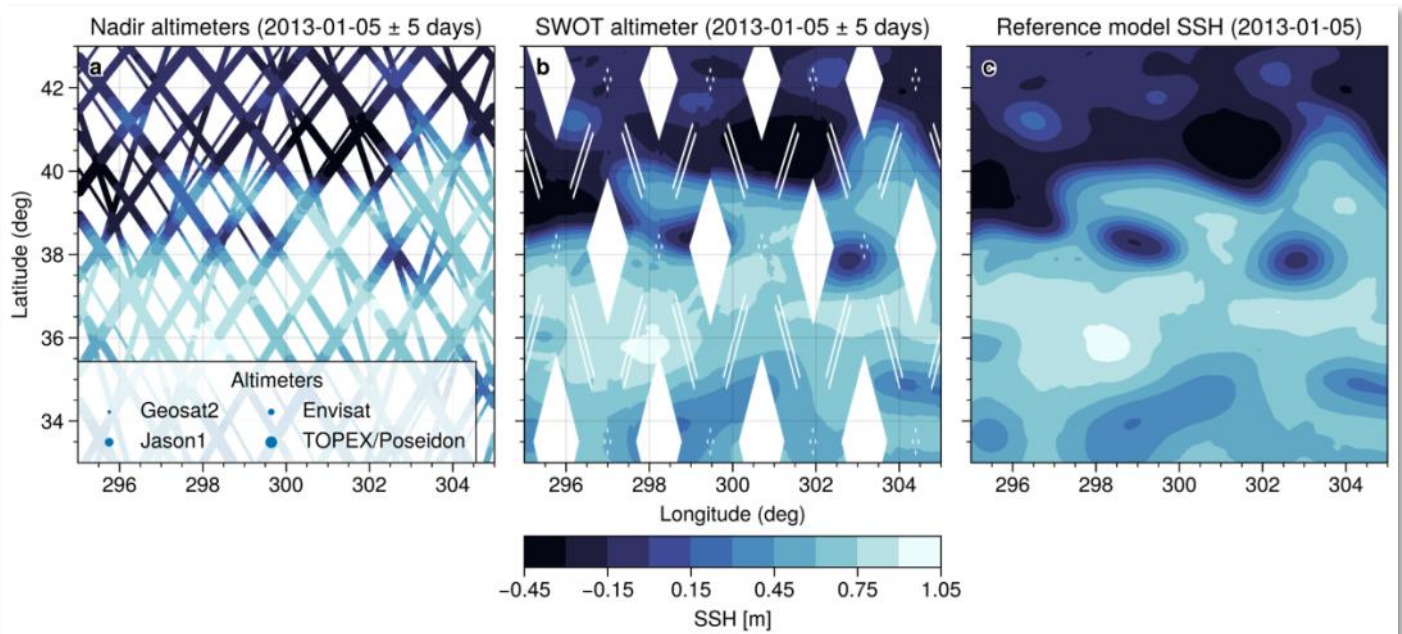 Nadir altimeters (2013-01-05 ± 5 days)
SWOT altimeter (2013-01-05 ± 5 days)
Reference model SSH (2013-01-05)
a
b
c
42
40
38
36
34
Latitude (deg)
Altimeters
Geosat2
Envisat
Jason1
TOPEX/Poseidon
296 298 300 302 304
296 298 300 302 304
296 298 300 302 304
Longitude (deg)
−0.45 −0.15 0.15 0.45 0.75 1.05
SSH [m]